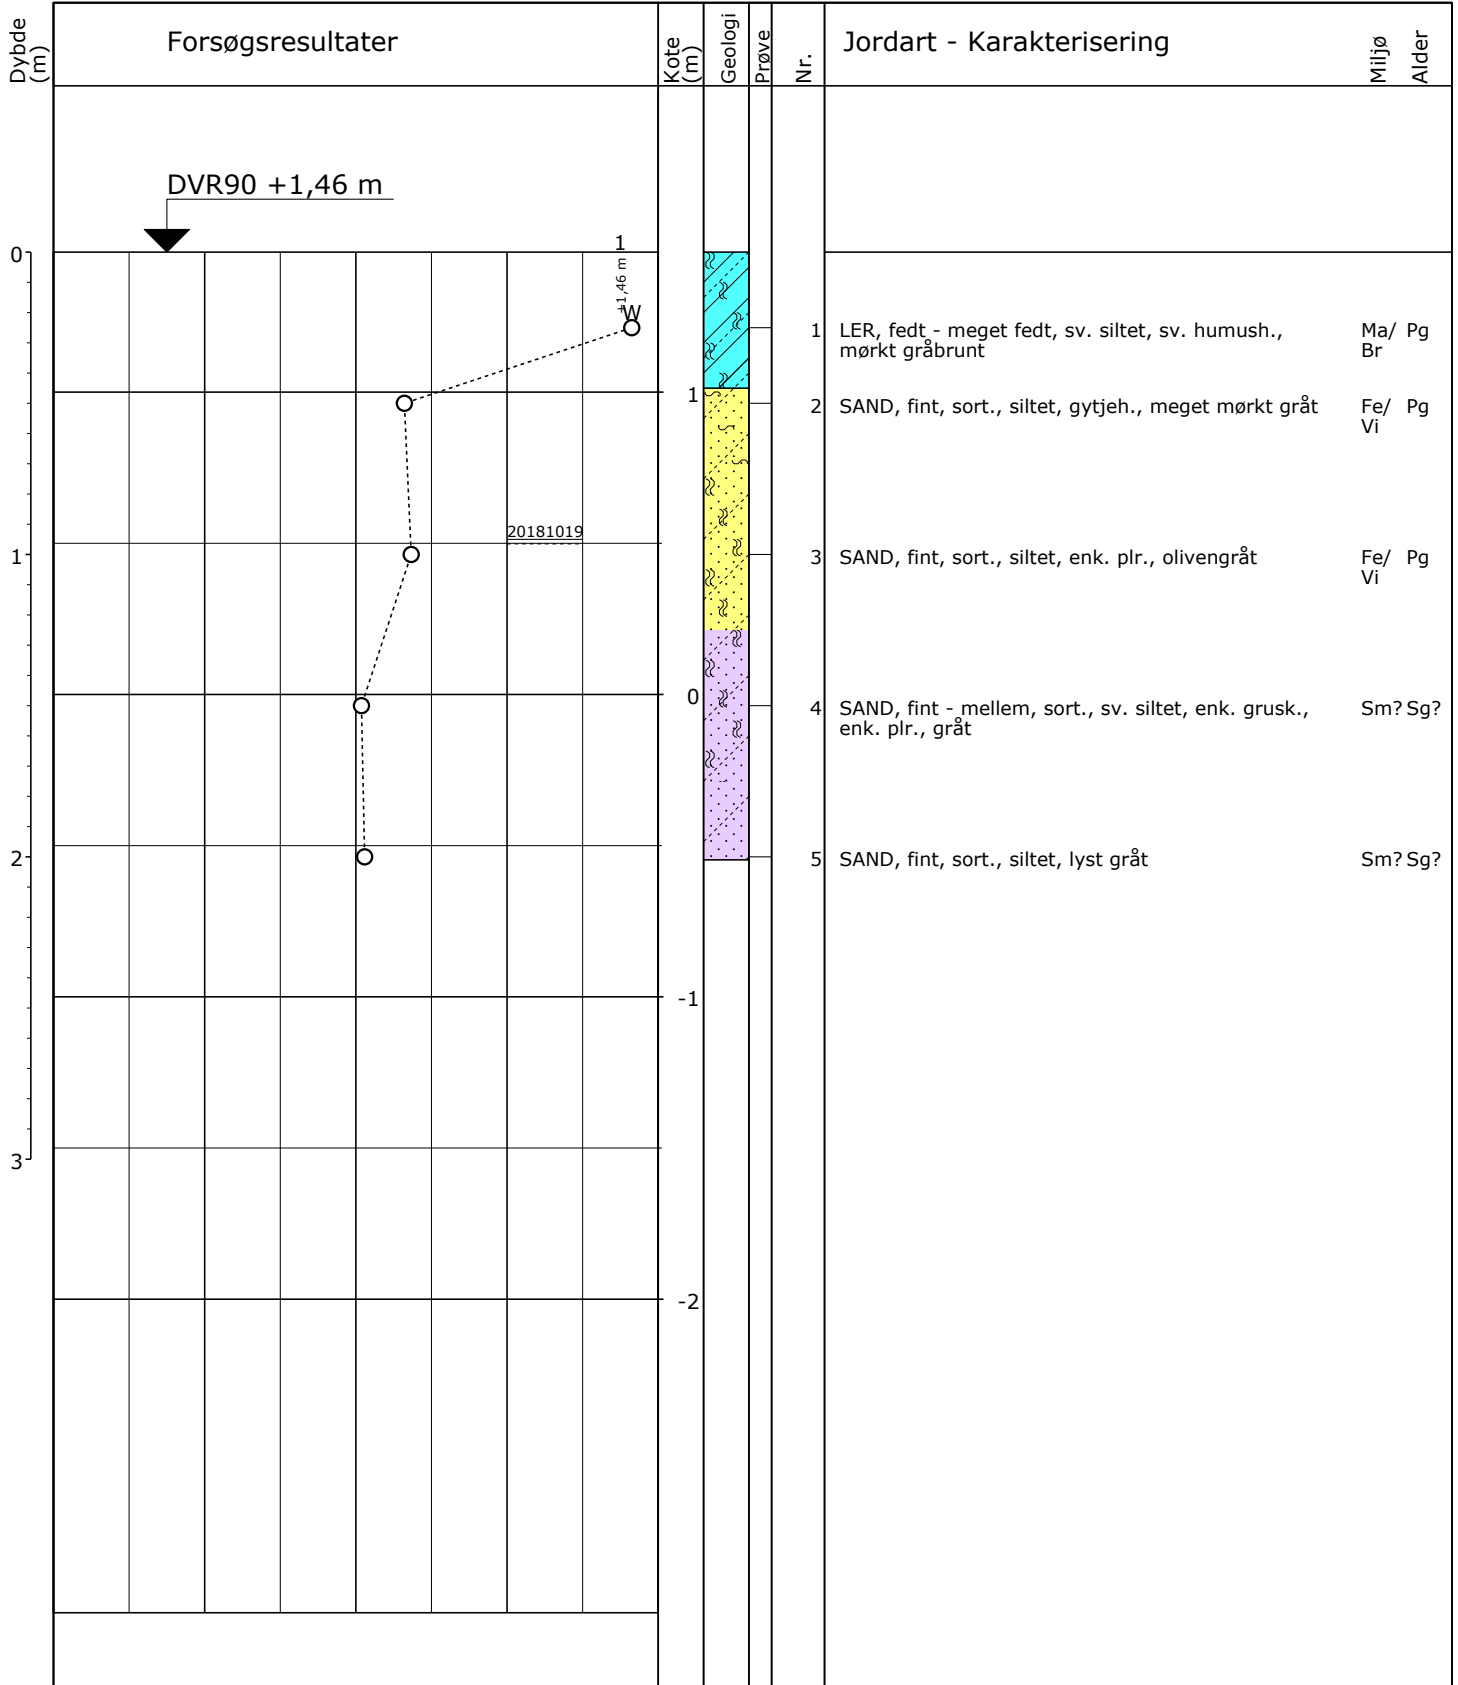 Dybde
(m)
Forsøgsresultater
Kote
(m)
Geologi
Prøve
Nr.
Jordart - Karakterisering
Miljø
Alder
DVR90 +1,46 m
0
1
+1,46 m
W
1 LER, fedt - meget fedt, sv. siltet, sv. humush., Ma/ Pg
mørkt gråbrunt Br
1
2 SAND, fint, sort., siltet, gytjeh., meget mørkt gråt Fe/ Pg
Vi
20181019
1
3 SAND, fint, sort., siltet, enk. plr., olivengråt Fe/ Pg
Vi
0
4 SAND, fint - mellem, sort., sv. siltet, enk. grusk., Sm? Sg?
enk. plr., gråt
2
5 SAND, fint, sort., siltet, lyst gråt Sm? Sg?
-1
3
-2